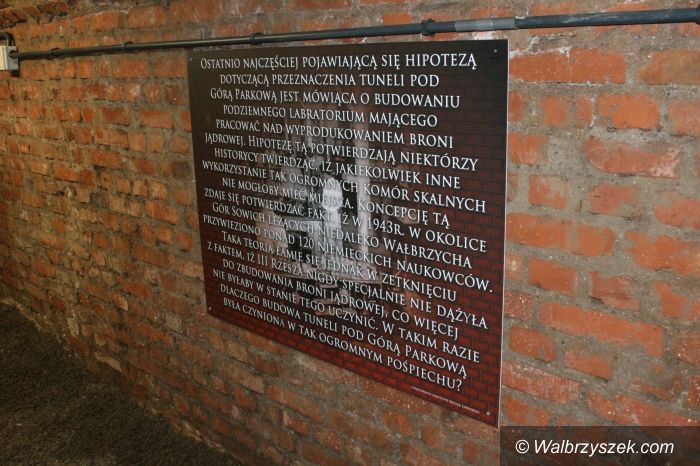 Ostatnio najczęściej pojawiającą się hipotezą
dotyczącą przeznaczenia tuneli pod
Górą Parkową jest mówiąca o budowaniu
podziemnego labratorium mającego
pracować nad wyprodukowaniem broni
jądrowej. Hipotezę tą potwierdzają niektórzy
historycy twierdząc, iż jakiekolwiek inne
wykorzystanie tak ogromnych komór skalnych
nie mogłoby mieć miejsca. Koncepcję tą
zdaje się potwierdzać fakt, iż w 1943r. w okolice
Gór Sowich leżących niedaleko Wałbrzycha
przywieziono ponad 120 niemieckich naukowców.
Taka teoria łamie się jednak w zetknięciu
z faktem, iż III Rzesza nigdy specjalnie nie dążyła
do zbudowania broni jądrowej, co więcej
nie byłaby w stanie tego uczynić. W takim razie
dlaczego budowa tuneli pod Górą Parkową
była czyniona w tak ogromnym pośpiechu?
© Walbrzyszek.com